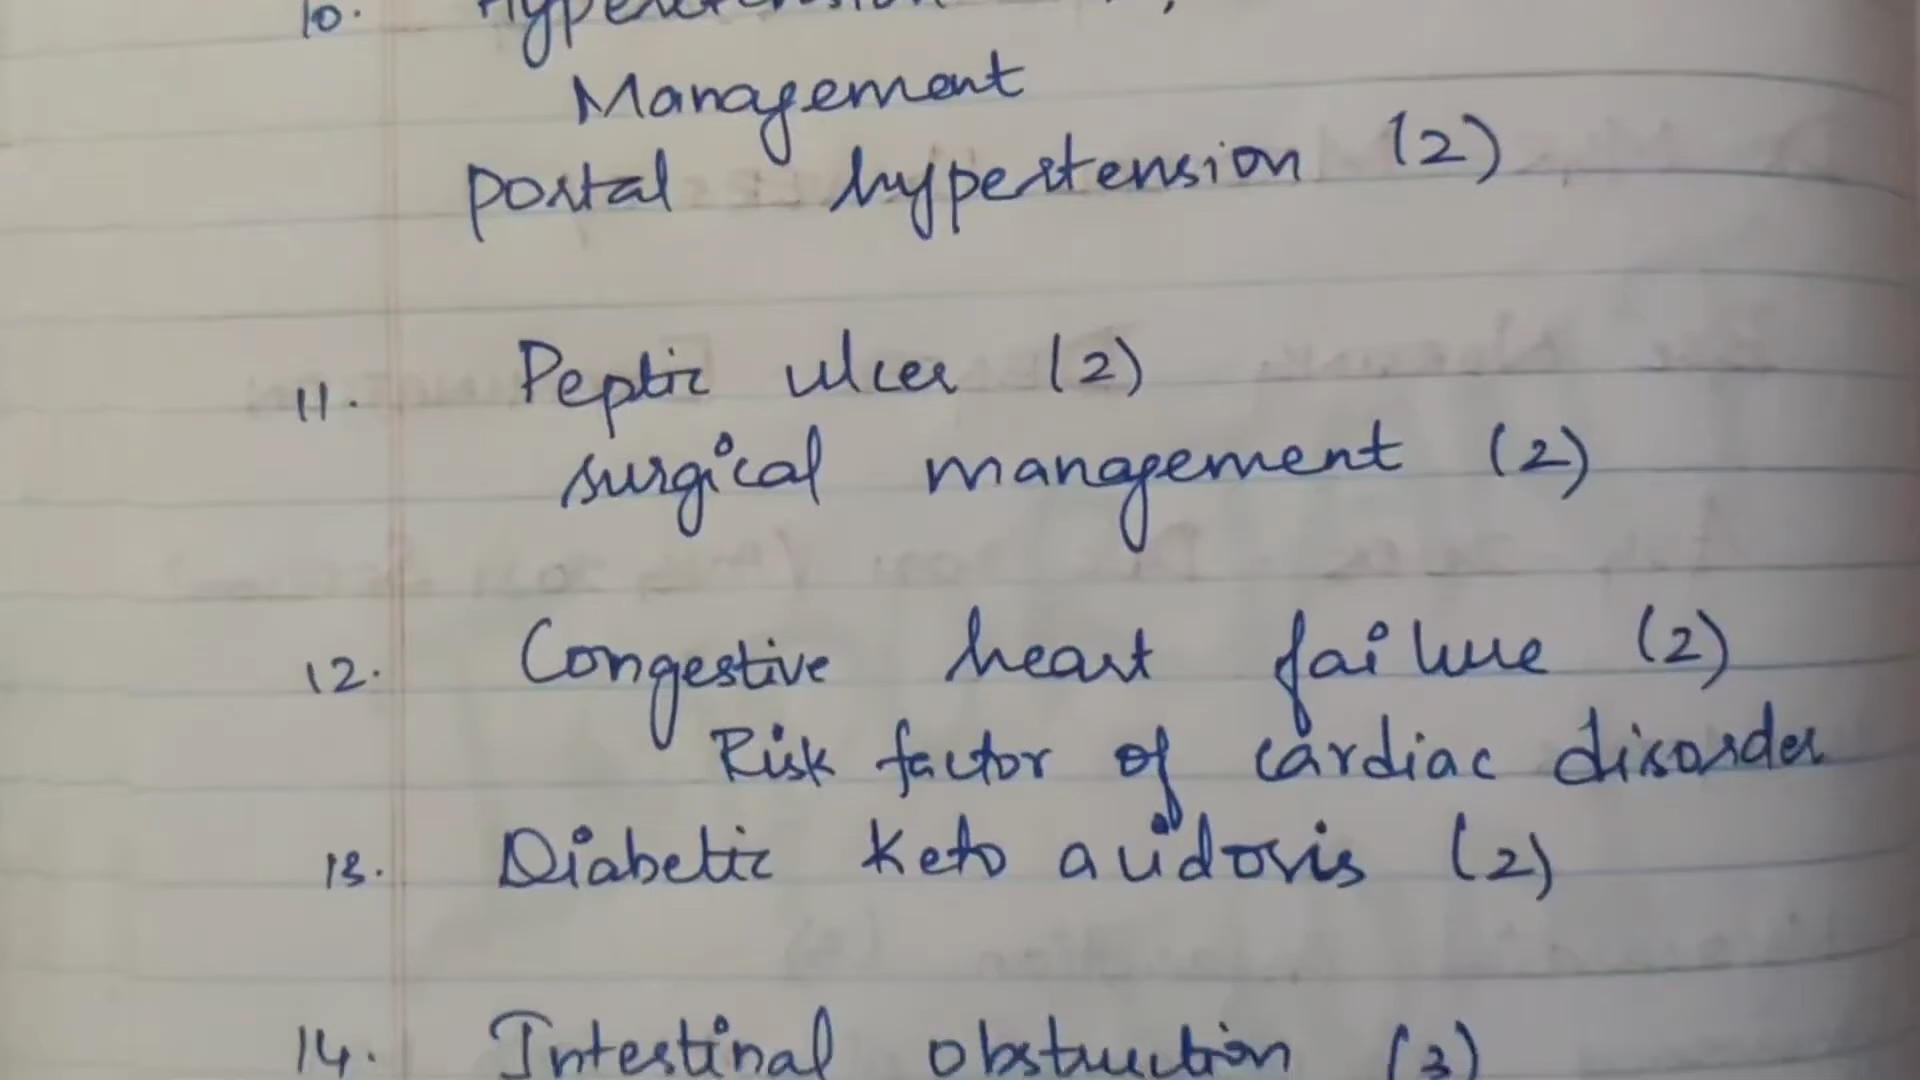 10. Hypertension
Management
portal hypertension (2)
11. Peptic ulcer (2)
surgical management (2)
12. Congestive heart failure (2)
Risk factor of cardiac disorder
13. Diabetic keto acidosis (2)
14. Intestinal obstruction (3)